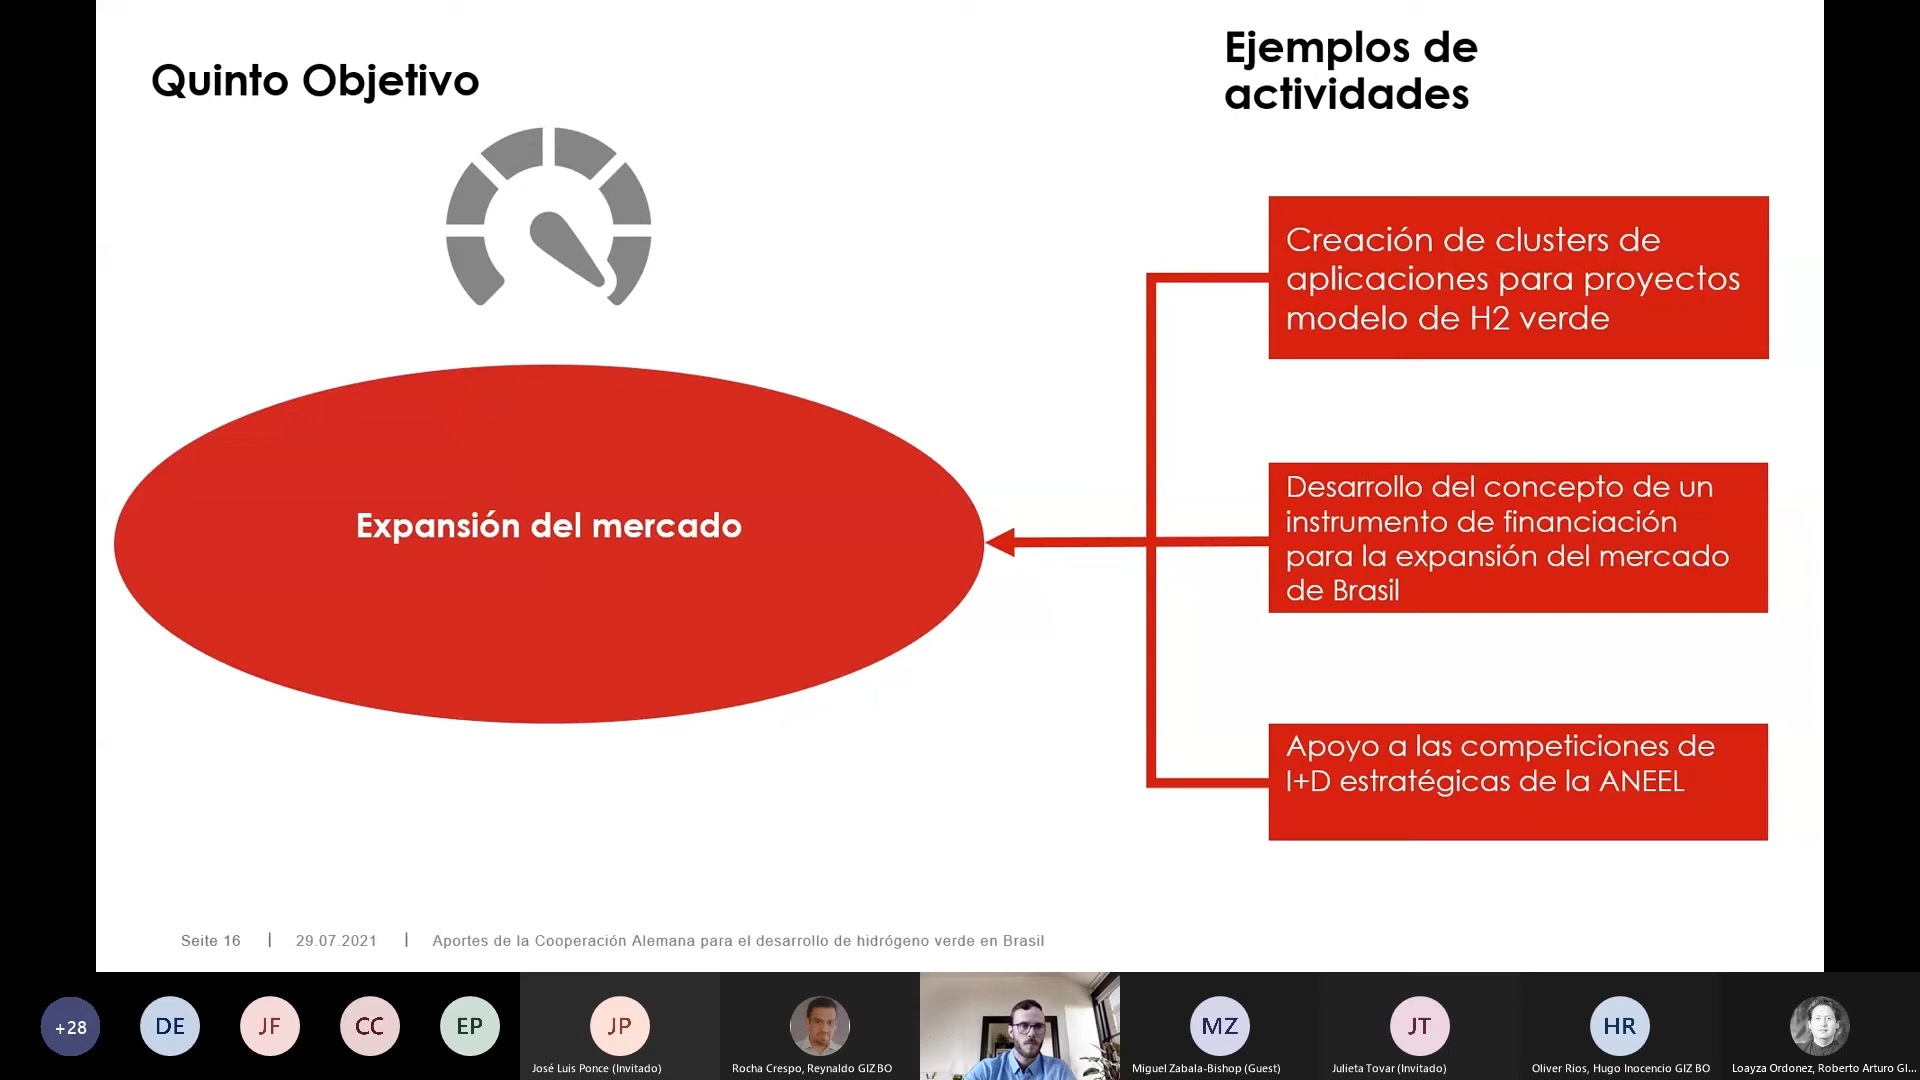 Quinto Objetivo
Ejemplos de
actividades
Creación de clusters de
aplicaciones para proyectos
modelo de H2 verde
Expansión del mercado
Desarrollo del concepto de un
instrumento de financiación
para la expansión del mercado
de Brasil
Apoyo a las competiciones de
I+D estratégicas de la ANEEL
Seite 16 | 29.07.2021 | Aportes de la Cooperación Alemana para el desarrollo de hidrógeno verde en Brasil
+28
DE
JF
CC
EP
JP
José Luis Ponce (Invitado)
Rocha Crespo, Reynaldo GIZ BO
MZ
Miguel Zabala-Bishop (Guest)
JT
Julieta Tovar (Invitado)
HR
Oliver Rios, Hugo Inocencio GIZ BO
Loayza Ordonez, Roberto Arturo GI...